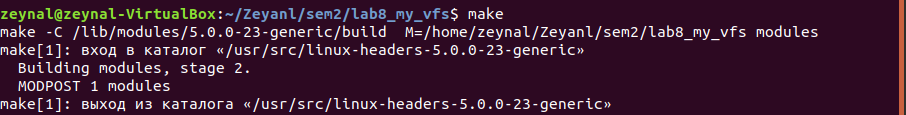 zeynal@zeynal-VirtualBox:~/Zeyanl/sem2/lab8_my_vfs$ make
make -C /lib/modules/5.0.0-23-generic/build  M=/home/zeynal/Zeyanl/sem2/lab8_my_vfs modules
make[1]: вход в каталог «/usr/src/linux-headers-5.0.0-23-generic»
  Building modules, stage 2.
  MODPOST 1 modules
make[1]: выход из каталога «/usr/src/linux-headers-5.0.0-23-generic»